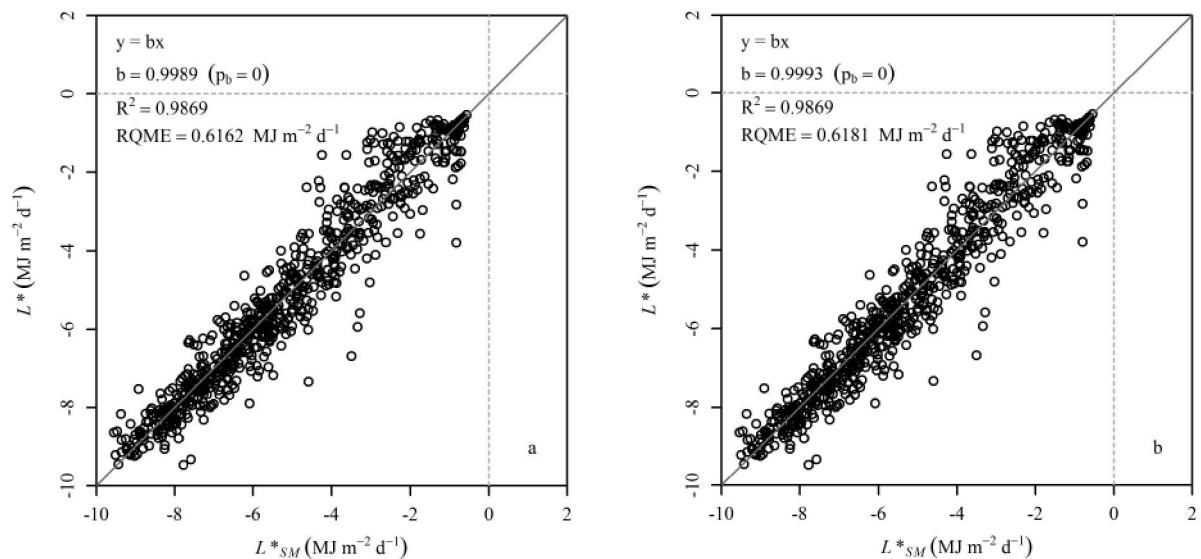 y = bx
b = 0.9989 (p_b = 0)
R² = 0.9869
RQME = 0.6162 MJ m⁻² d⁻¹
2
0
-2
-4
-6
-8
-10
L* (MJ m⁻² d⁻¹)
a
-10 -8 -6 -4 -2 0 2
L*_SM (MJ m⁻² d⁻¹)
y = bx
b = 0.9993 (p_b = 0)
R² = 0.9869
RQME = 0.6181 MJ m⁻² d⁻¹
2
0
-2
-4
-6
-8
-10
L* (MJ m⁻² d⁻¹)
b
-10 -8 -6 -4 -2 0 2
L*_SM (MJ m⁻² d⁻¹)